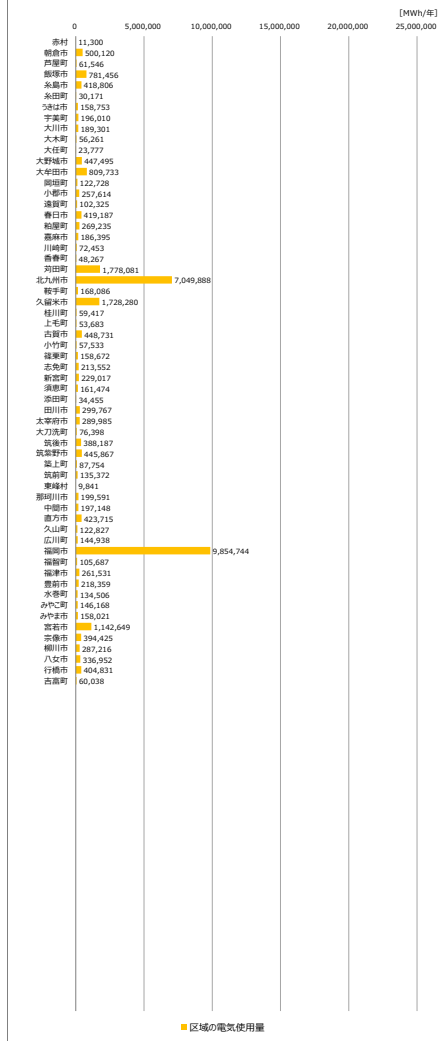 [MWh/年]
0 5,000,000 10,000,000 15,000,000 20,000,000 25,000,000
赤村 11,300
朝倉市 500,120
芦屋町 61,546
飯塚市 781,456
糸島市 418,806
糸田町 30,171
うきは市 158,753
宇美町 196,010
大川市 189,301
大木町 56,261
大任町 23,777
大野城市 447,495
大牟田市 809,733
岡垣町 122,728
小郡市 257,614
遠賀町 102,325
春日市 419,187
粕屋町 269,235
嘉麻市 186,395
川崎町 72,453
香春町 48,267
苅田町 1,778,081
北九州市 7,049,888
鞍手町 168,086
久留米市 1,728,280
桂川町 59,417
上毛町 53,683
古賀市 448,731
小竹町 57,533
篠栗町 158,672
志免町 213,552
新宮町 229,017
須恵町 161,474
添田町 34,455
田川市 299,767
太宰府市 289,985
大刀洗町 76,398
筑後市 388,187
筑紫野市 445,867
築上町 87,754
筑前町 135,372
東峰村 9,841
那珂川市 199,591
中間市 197,148
直方市 423,715
久山町 122,827
広川町 144,938
福岡市 9,854,744
福智町 105,687
福津市 261,531
豊前市 218,359
水巻町 134,506
みやこ町 146,168
みやま市 158,021
宮若市 1,142,649
宗像市 394,425
柳川市 287,216
八女市 336,952
行橋市 404,831
吉富町 60,038
区域の電気使用量